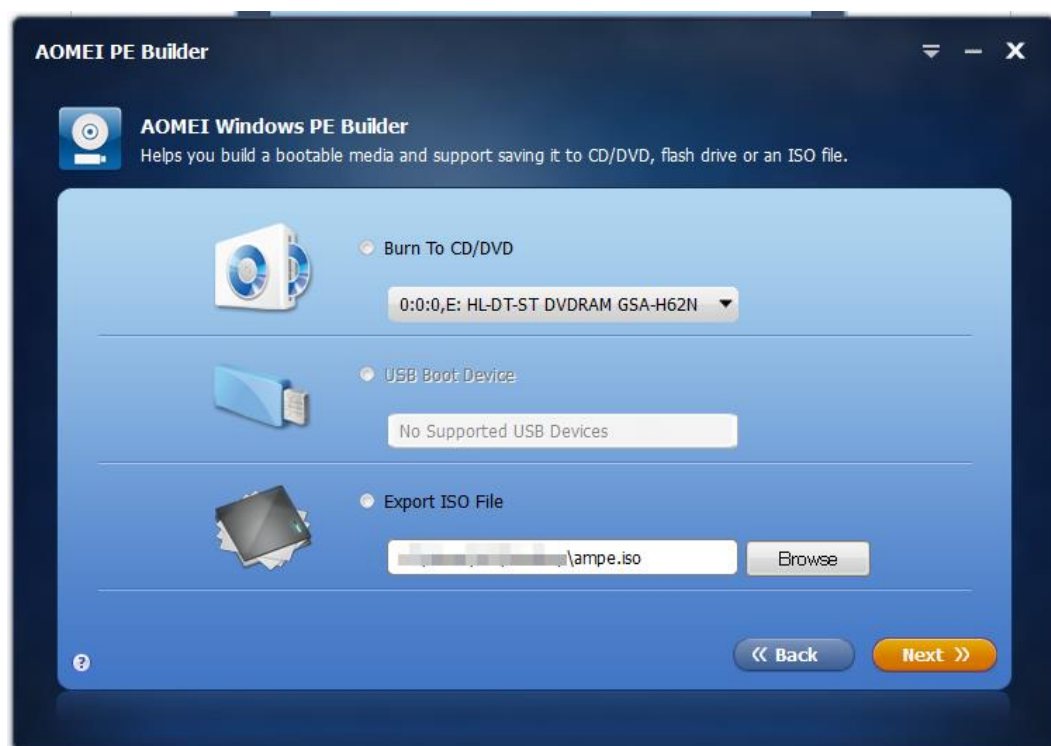 AOMEI PE Builder
AOMEI Windows PE Builder
Helps you build a bootable media and support saving it to CD/DVD, flash drive or an ISO file.
Burn To CD/DVD
0:0:0,E: HL-DT-ST DVDRAM GSA-H62N
USB Boot Device
No Supported USB Devices
Export ISO File
\ampe.iso
Browse
« Back
Next »